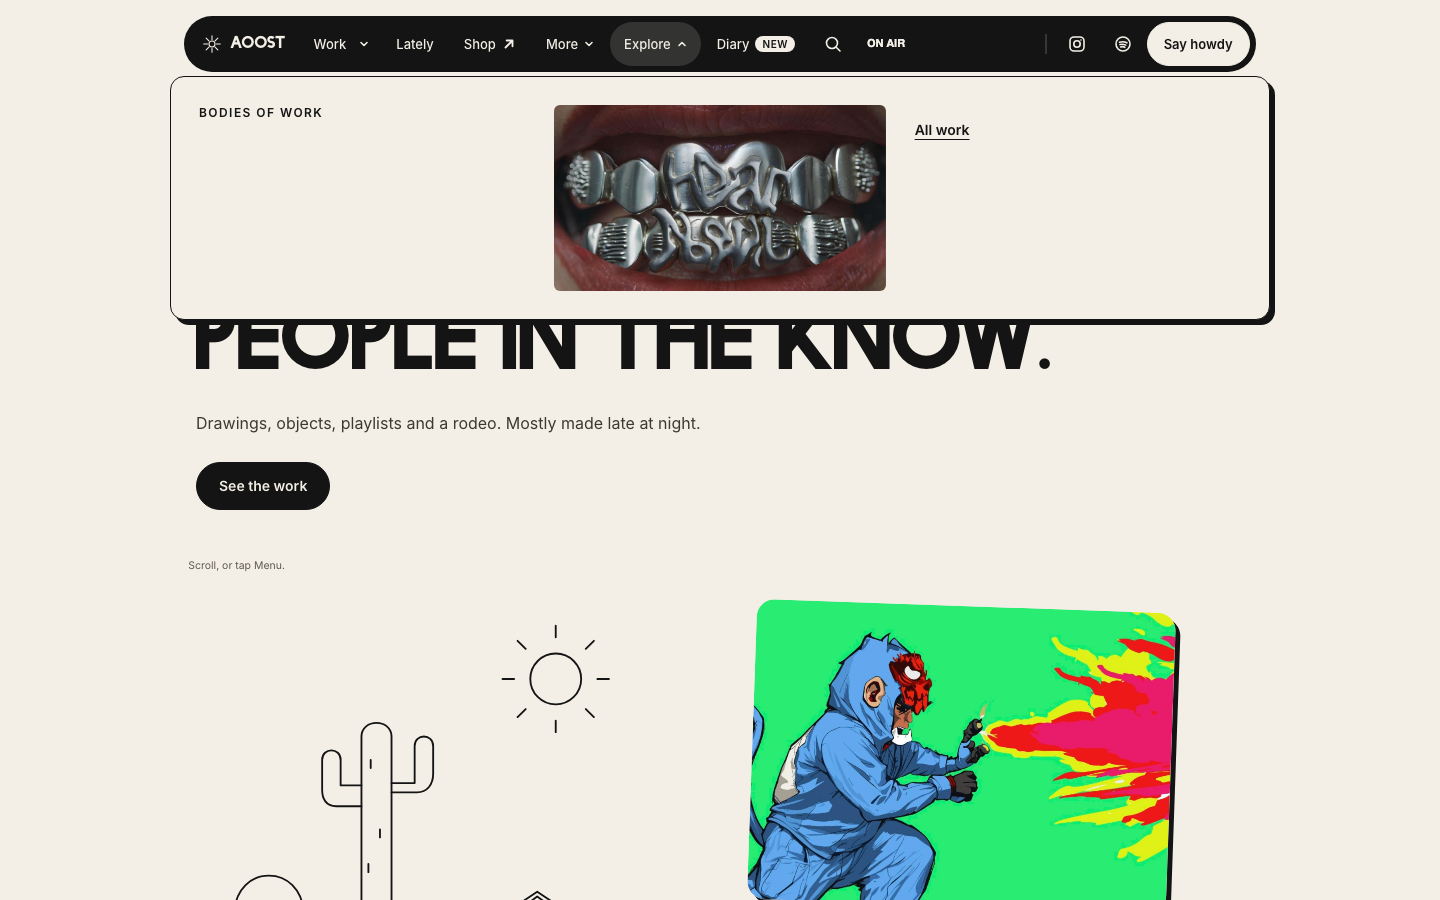 AOOST
Work
Lately
Shop
More
Explore
Diary
NEW
ON AIR
Say howdy
BODIES OF WORK
All work
PEOPLE IN THE KNOW.
Drawings, objects, playlists and a rodeo. Mostly made late at night.
See the work
Scroll, or tap Menu.